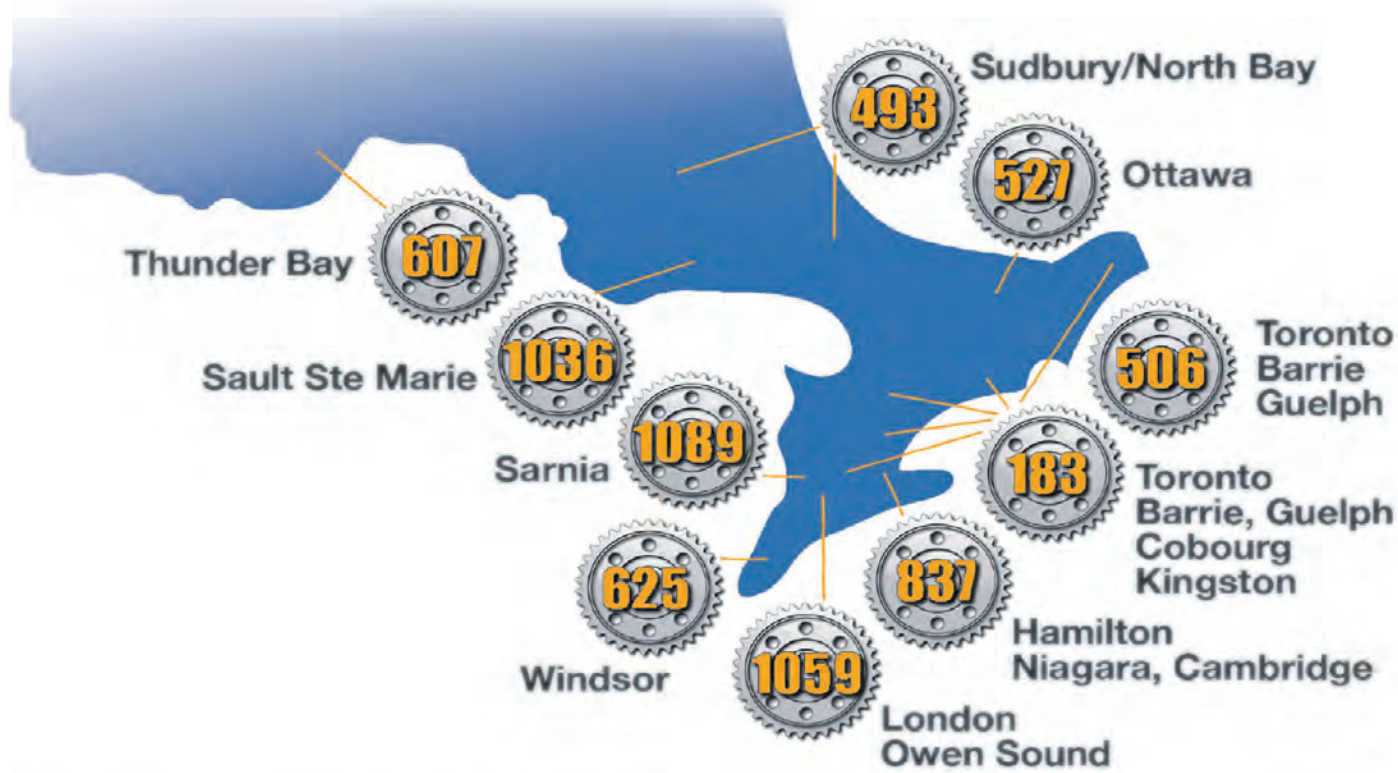 493
Sudbury/North Bay
527
Ottawa
Thunder Bay
607
Sault Ste Marie
1036
506
Toronto
Barrie
Guelph
Sarnia
1089
183
Toronto
Barrie, Guelph
Cobourg
Kingston
625
Windsor
837
Hamilton
Niagara, Cambridge
1059
London
Owen Sound